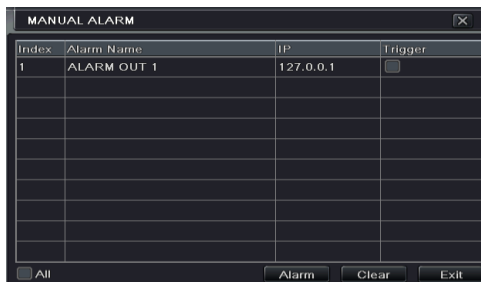 MANUAL ALARM
Index Alarm Name IP Trigger
1 ALARM OUT 1 127.0.0.1
All Alarm Clear Exit